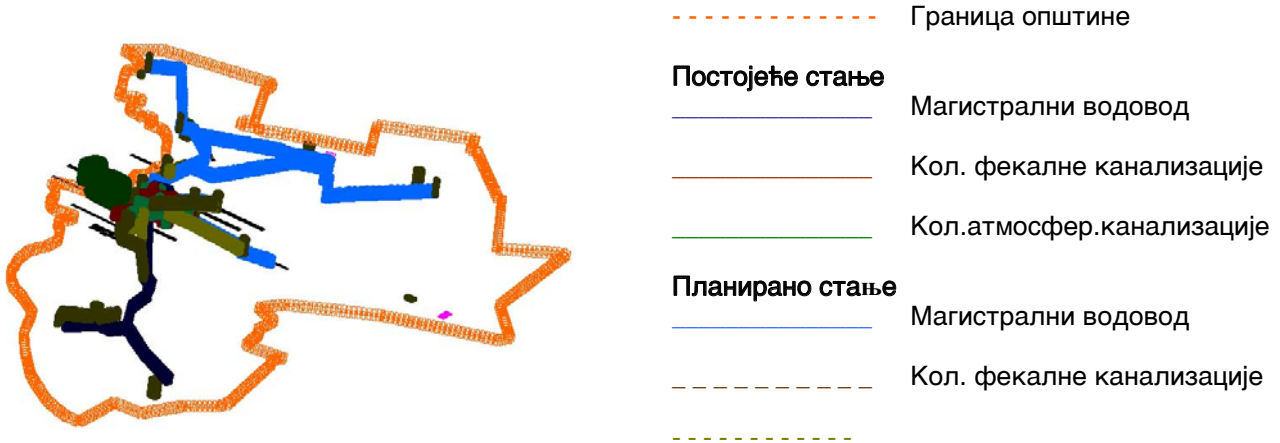 Граница општине
Постојеће стање
Магистрални водовод
Кол. фекалне канализације
Кол.атмосфер.канализације
Планирано стање
Магистрални водовод
Кол. фекалне канализације